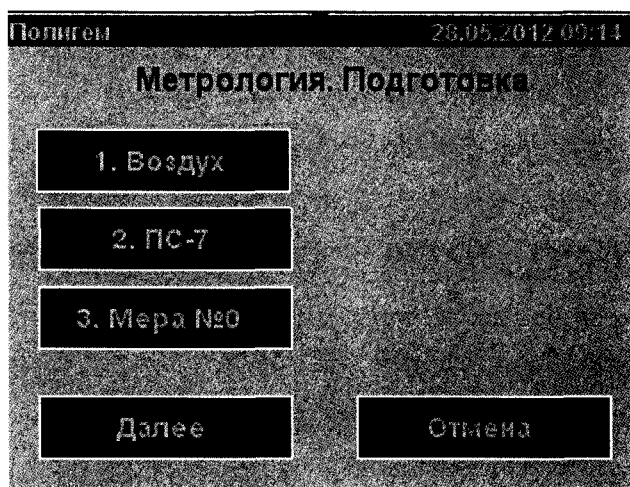 Полигем 28.05.2012 09:14
Метрология. Подготовка
1. Воздух
2. ПС-7
3. Мера №0
Далее Отмена